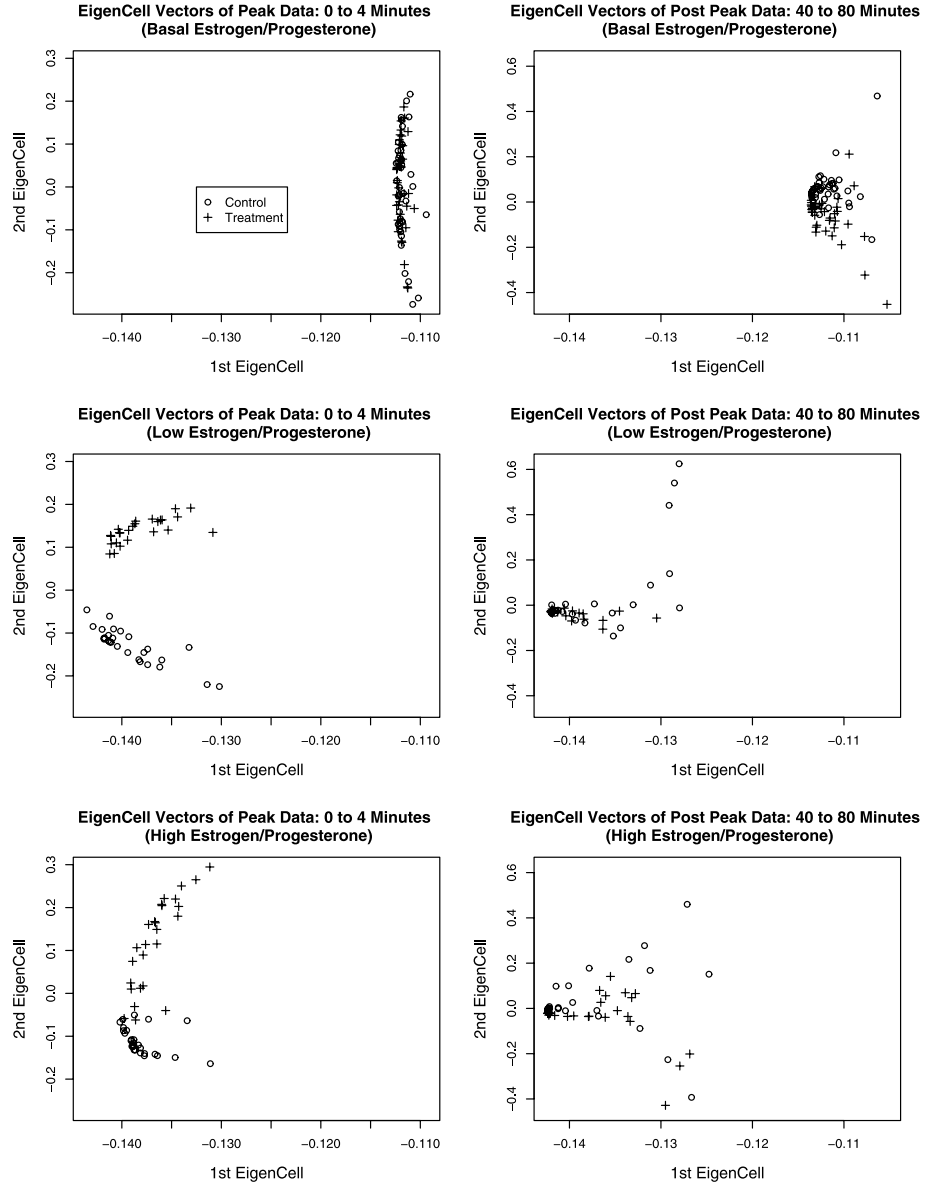 EigenCell Vectors of Peak Data: 0 to 4 Minutes
(Basal Estrogen/Progesterone)
0.3
0.2
0.1
0.0
−0.1
−0.2
2nd EigenCell
Control
Treatment
−0.140
−0.130
−0.120
−0.110
1st EigenCell
EigenCell Vectors of Post Peak Data: 40 to 80 Minutes
(Basal Estrogen/Progesterone)
0.6
0.4
0.2
0.0
−0.2
−0.4
2nd EigenCell
−0.14
−0.13
−0.12
−0.11
1st EigenCell
EigenCell Vectors of Peak Data: 0 to 4 Minutes
(Low Estrogen/Progesterone)
0.3
0.2
0.1
0.0
−0.1
−0.2
2nd EigenCell
−0.140
−0.130
−0.120
−0.110
1st EigenCell
EigenCell Vectors of Post Peak Data: 40 to 80 Minutes
(Low Estrogen/Progesterone)
0.6
0.4
0.2
0.0
−0.2
−0.4
2nd EigenCell
−0.14
−0.13
−0.12
−0.11
1st EigenCell
EigenCell Vectors of Peak Data: 0 to 4 Minutes
(High Estrogen/Progesterone)
0.3
0.2
0.1
0.0
−0.1
−0.2
2nd EigenCell
−0.140
−0.130
−0.120
−0.110
1st EigenCell
EigenCell Vectors of Post Peak Data: 40 to 80 Minutes
(High Estrogen/Progesterone)
0.6
0.4
0.2
0.0
−0.2
−0.4
2nd EigenCell
−0.14
−0.13
−0.12
−0.11
1st EigenCell